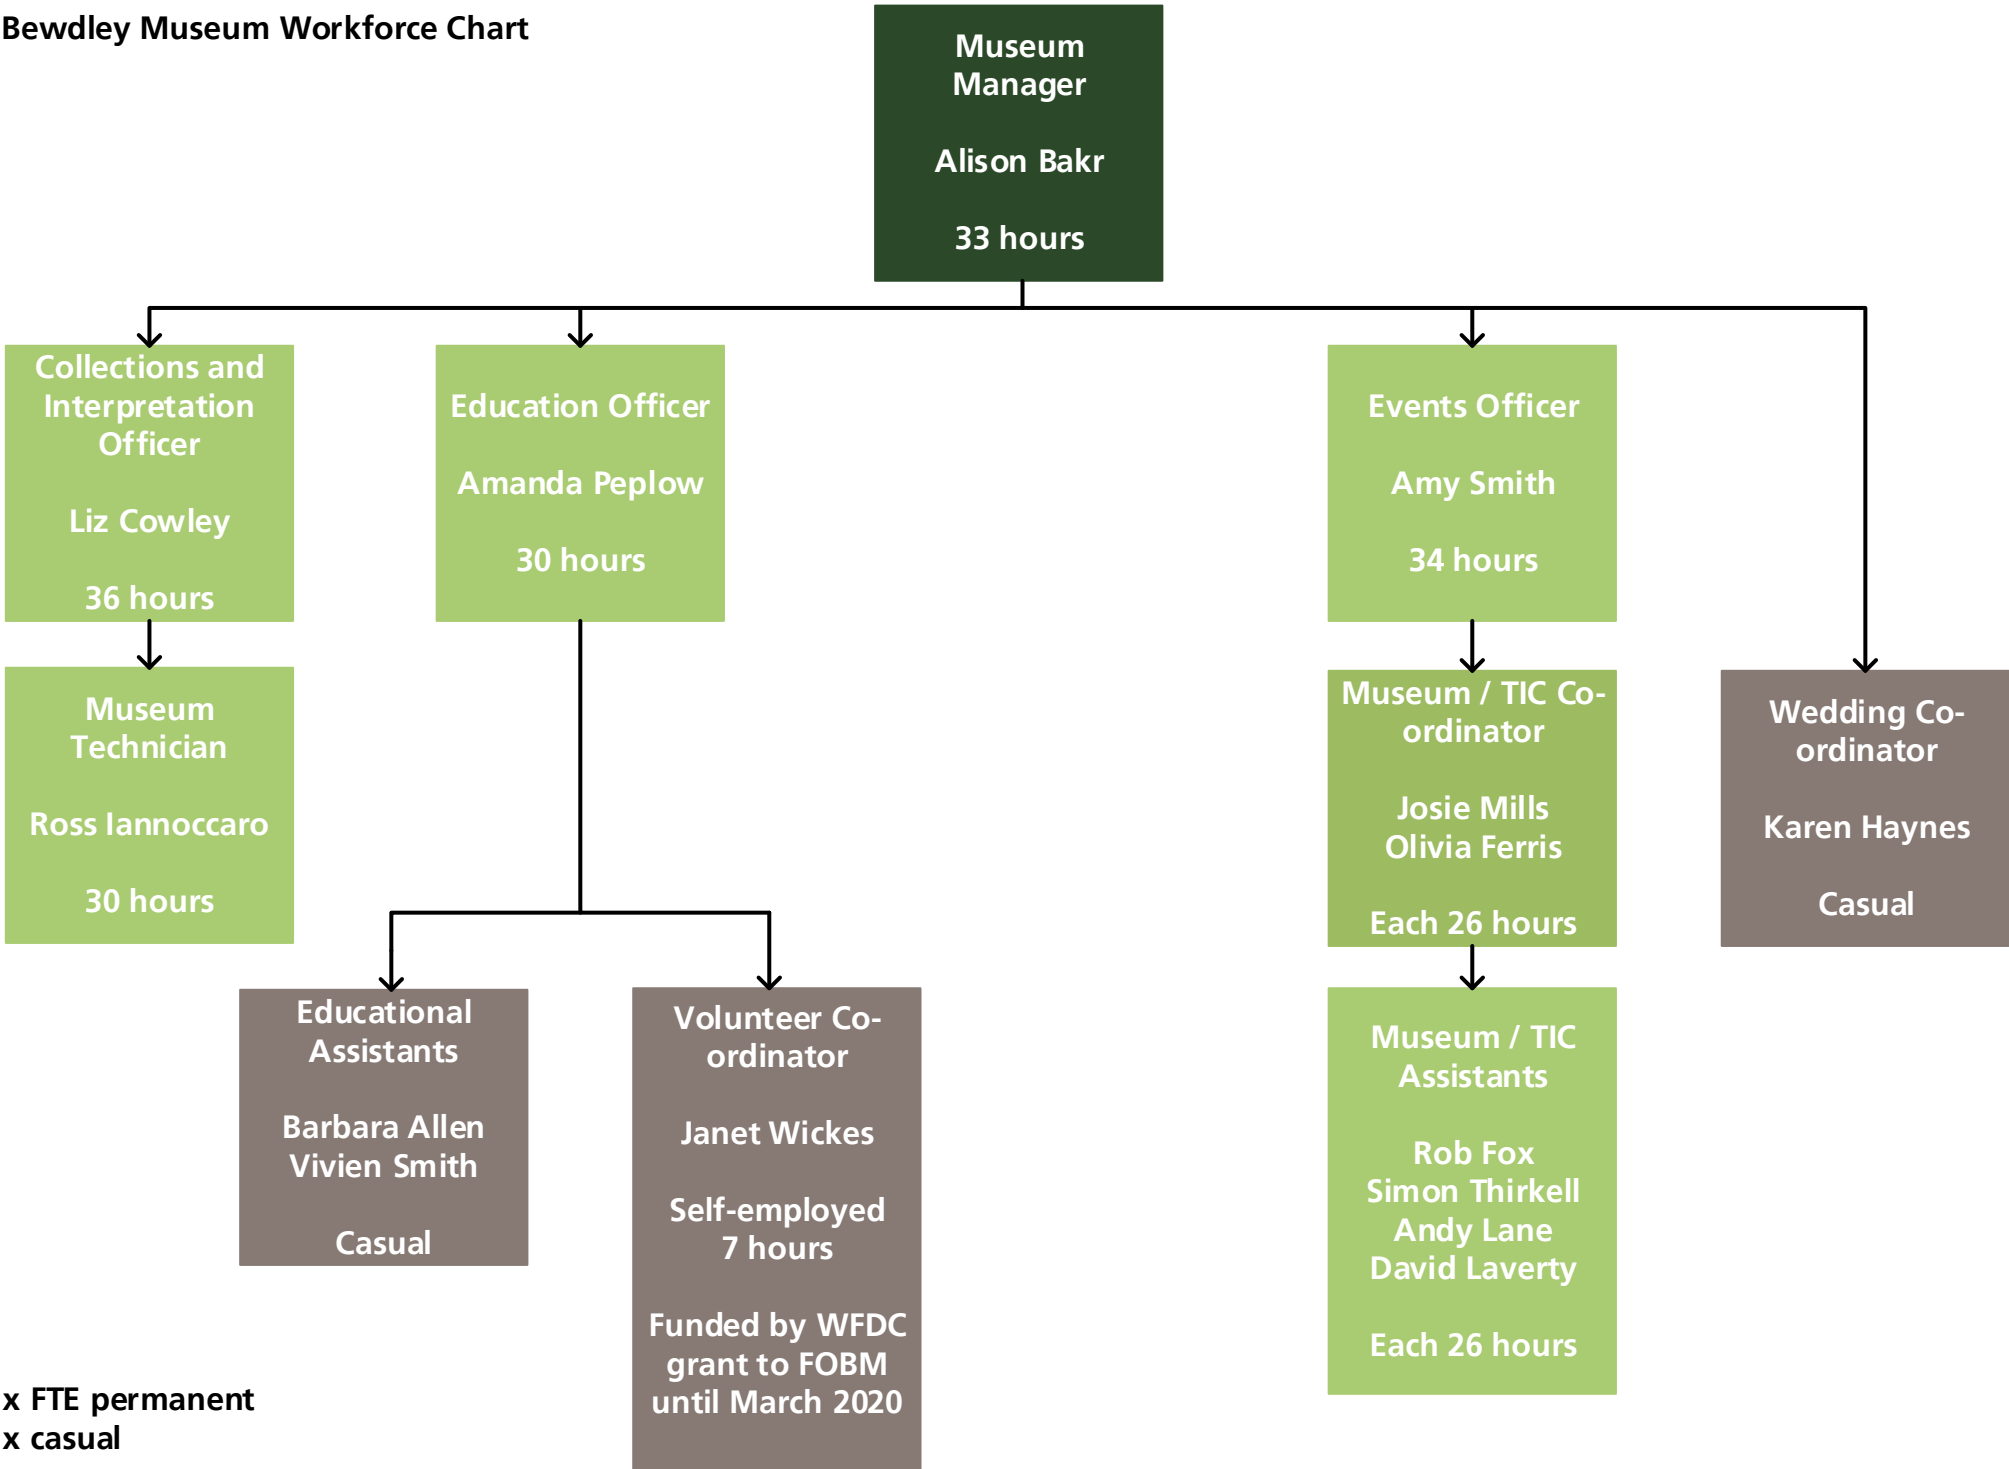 Bewdley Museum Workforce Chart
Museum
Manager
Alison Bakr
33 hours
Collections and
Interpretation
Officer
Liz Cowley
36 hours
Education Officer
Amanda Peplow
30 hours
Events Officer
Amy Smith
34 hours
Museum
Technician
Ross Iannoccaro
30 hours
Museum / TIC Co-
ordinator
Josie Mills
Olivia Ferris
Each 26 hours
Wedding Co-
ordinator
Karen Haynes
Casual
Educational
Assistants
Barbara Allen
Vivien Smith
Casual
Volunteer Co-
ordinator
Janet Wickes
Self-employed
7 hours
Funded by WFDC
grant to FOBM
until March 2020
Museum / TIC
Assistants
Rob Fox
Simon Thirkell
Andy Lane
David Laverty
Each 26 hours
x FTE permanent
x casual